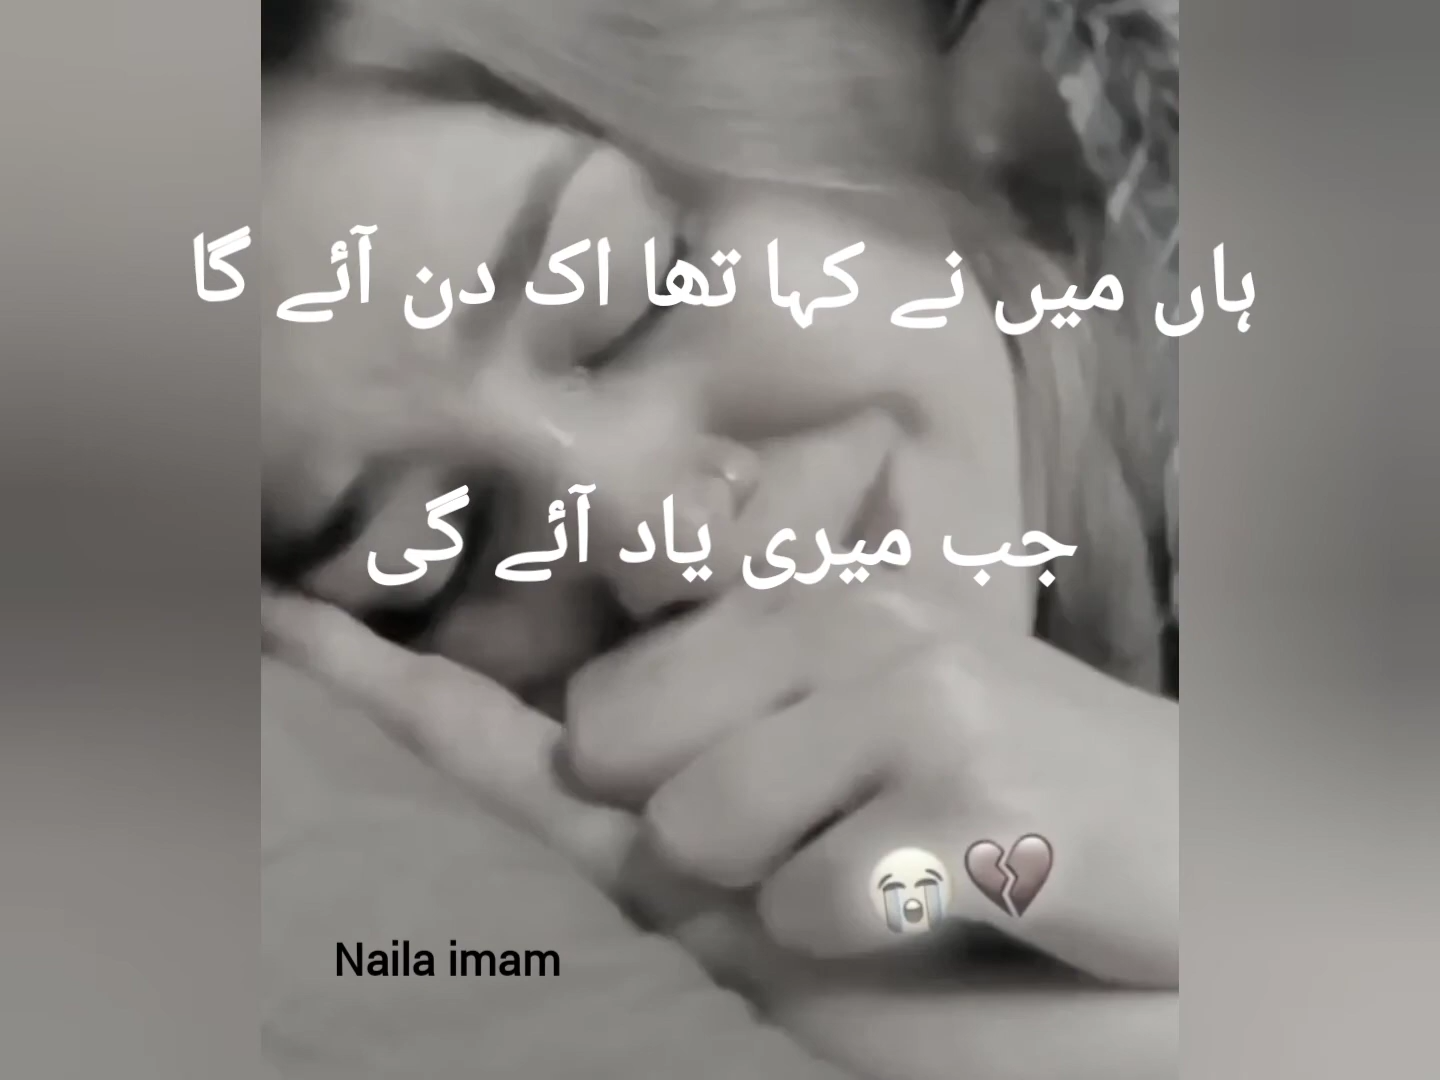 ہاں میں نے کہا تھا اک دن آئے گا
جب میری یاد آئے گی
😭💔
Naila imam